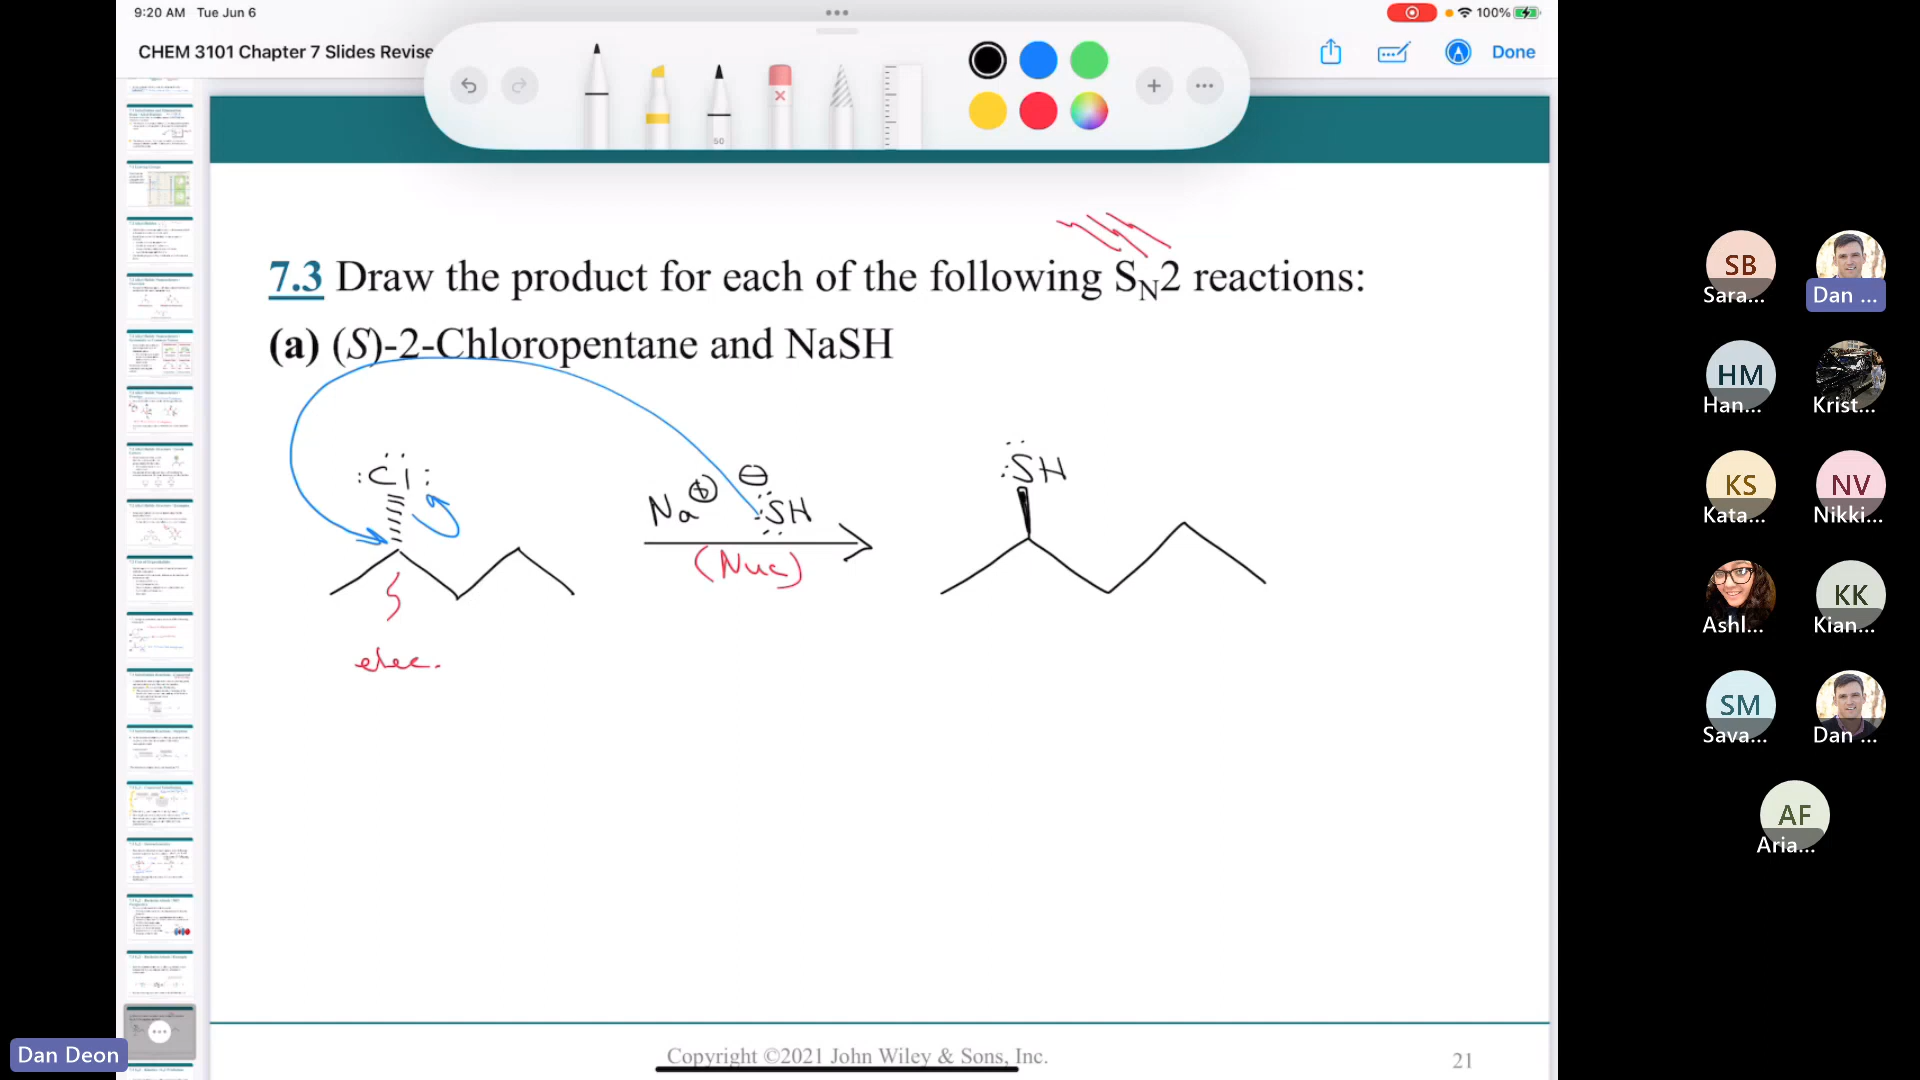 9:20 AM Tue Jun 6
100%
CHEM 3101 Chapter 7 Slides Revise
50
Done
7.3 Draw the product for each of the following SN2 reactions:
(a) (S)-2-Chloropentane and NaSH
:Cl:
Na⊕ ⊖
:SH
(Nuc)
:SH
elec.
Copyright ©2021 John Wiley & Sons, Inc.
21
SB
Sara...
Dan ...
HM
Han...
Krist...
KS
Kata...
NV
Nikki...
Ashl...
KK
Kian...
SM
Sava...
Dan ...
AF
Aria...
Dan Deon